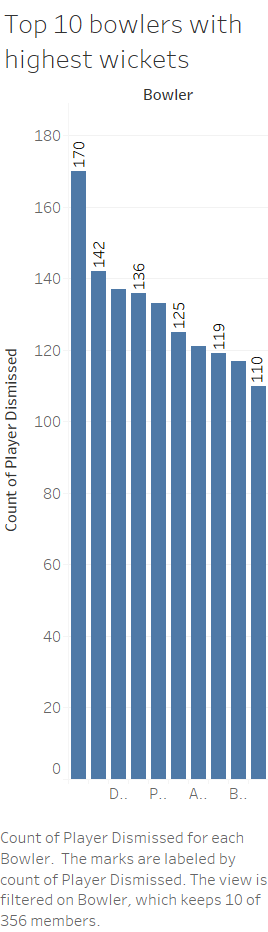 Top 10 bowlers with
highest wickets
Bowler
180
160
140
120
100
80
60
40
20
0
Count of Player Dismissed
170
142
136
125
119
110
D..
P..
A..
B..
Count of Player Dismissed for each
Bowler.  The marks are labeled by
count of Player Dismissed. The view is
filtered on Bowler, which keeps 10 of
356 members.